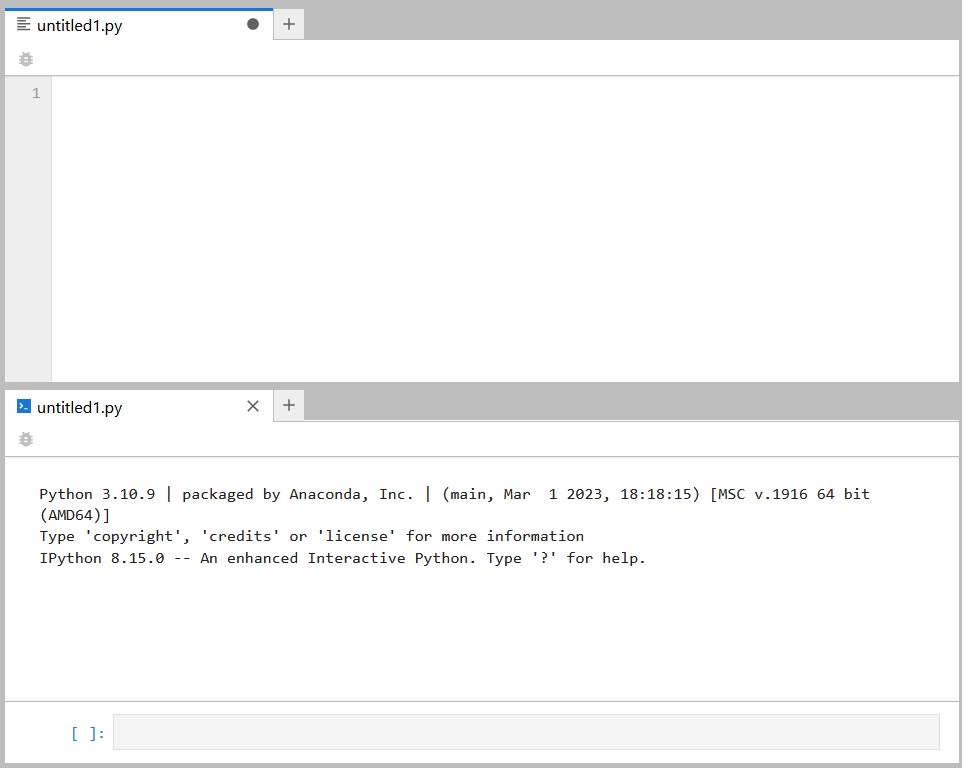 untitled1.py
1
untitled1.py
Python 3.10.9 | packaged by Anaconda, Inc. | (main, Mar  1 2023, 18:18:15) [MSC v.1916 64 bit
(AMD64)]
Type 'copyright', 'credits' or 'license' for more information
IPython 8.15.0 -- An enhanced Interactive Python. Type '?' for help.
[ ]: